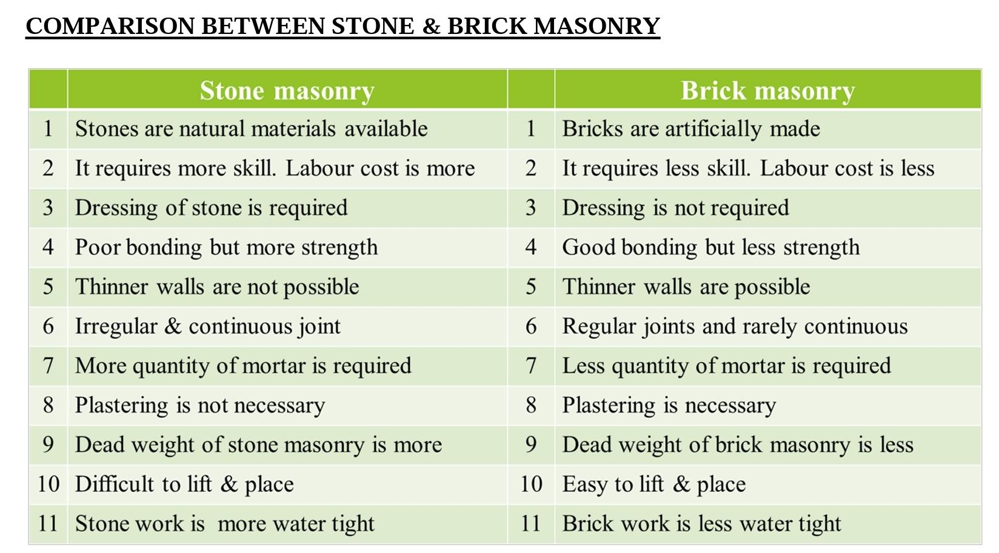 COMPARISON BETWEEN STONE & BRICK MASONRY
Stone masonry Brick masonry
1 Stones are natural materials available 1 Bricks are artificially made
2 It requires more skill. Labour cost is more 2 It requires less skill. Labour cost is less
3 Dressing of stone is required 3 Dressing is not required
4 Poor bonding but more strength 4 Good bonding but less strength
5 Thinner walls are not possible 5 Thinner walls are possible
6 Irregular & continuous joint 6 Regular joints and rarely continuous
7 More quantity of mortar is required 7 Less quantity of mortar is required
8 Plastering is not necessary 8 Plastering is necessary
9 Dead weight of stone masonry is more 9 Dead weight of brick masonry is less
10 Difficult to lift & place 10 Easy to lift & place
11 Stone work is more water tight 11 Brick work is less water tight